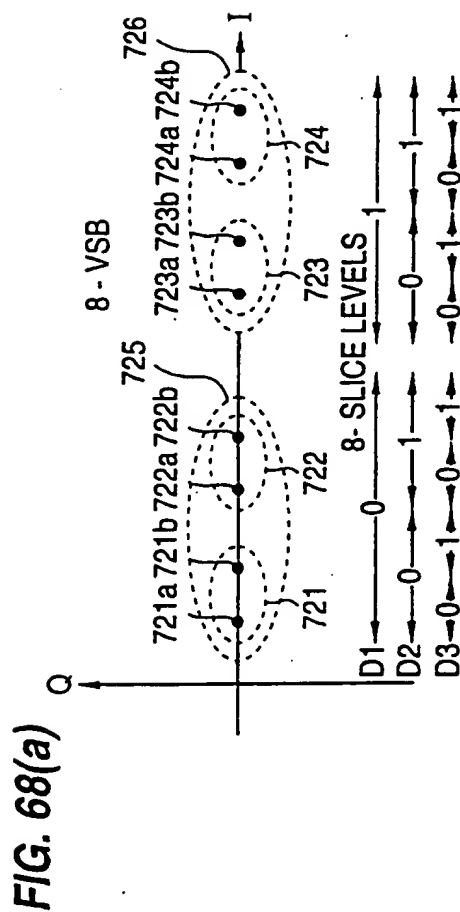 FIG. 68(a)
8 - VSB
725
726
721a 721b 722a 722b
723a 723b 724a 724b
Q
I
721
722
723
724
8- SLICE LEVELS
D1 0 1
D2 0 1 0 1
D3 0 1 0 1 0 1 0 1